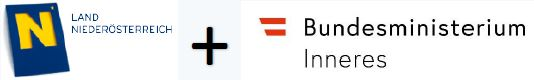 N
LAND
NIEDERÖSTERREICH
+
Bundesministerium
Inneres